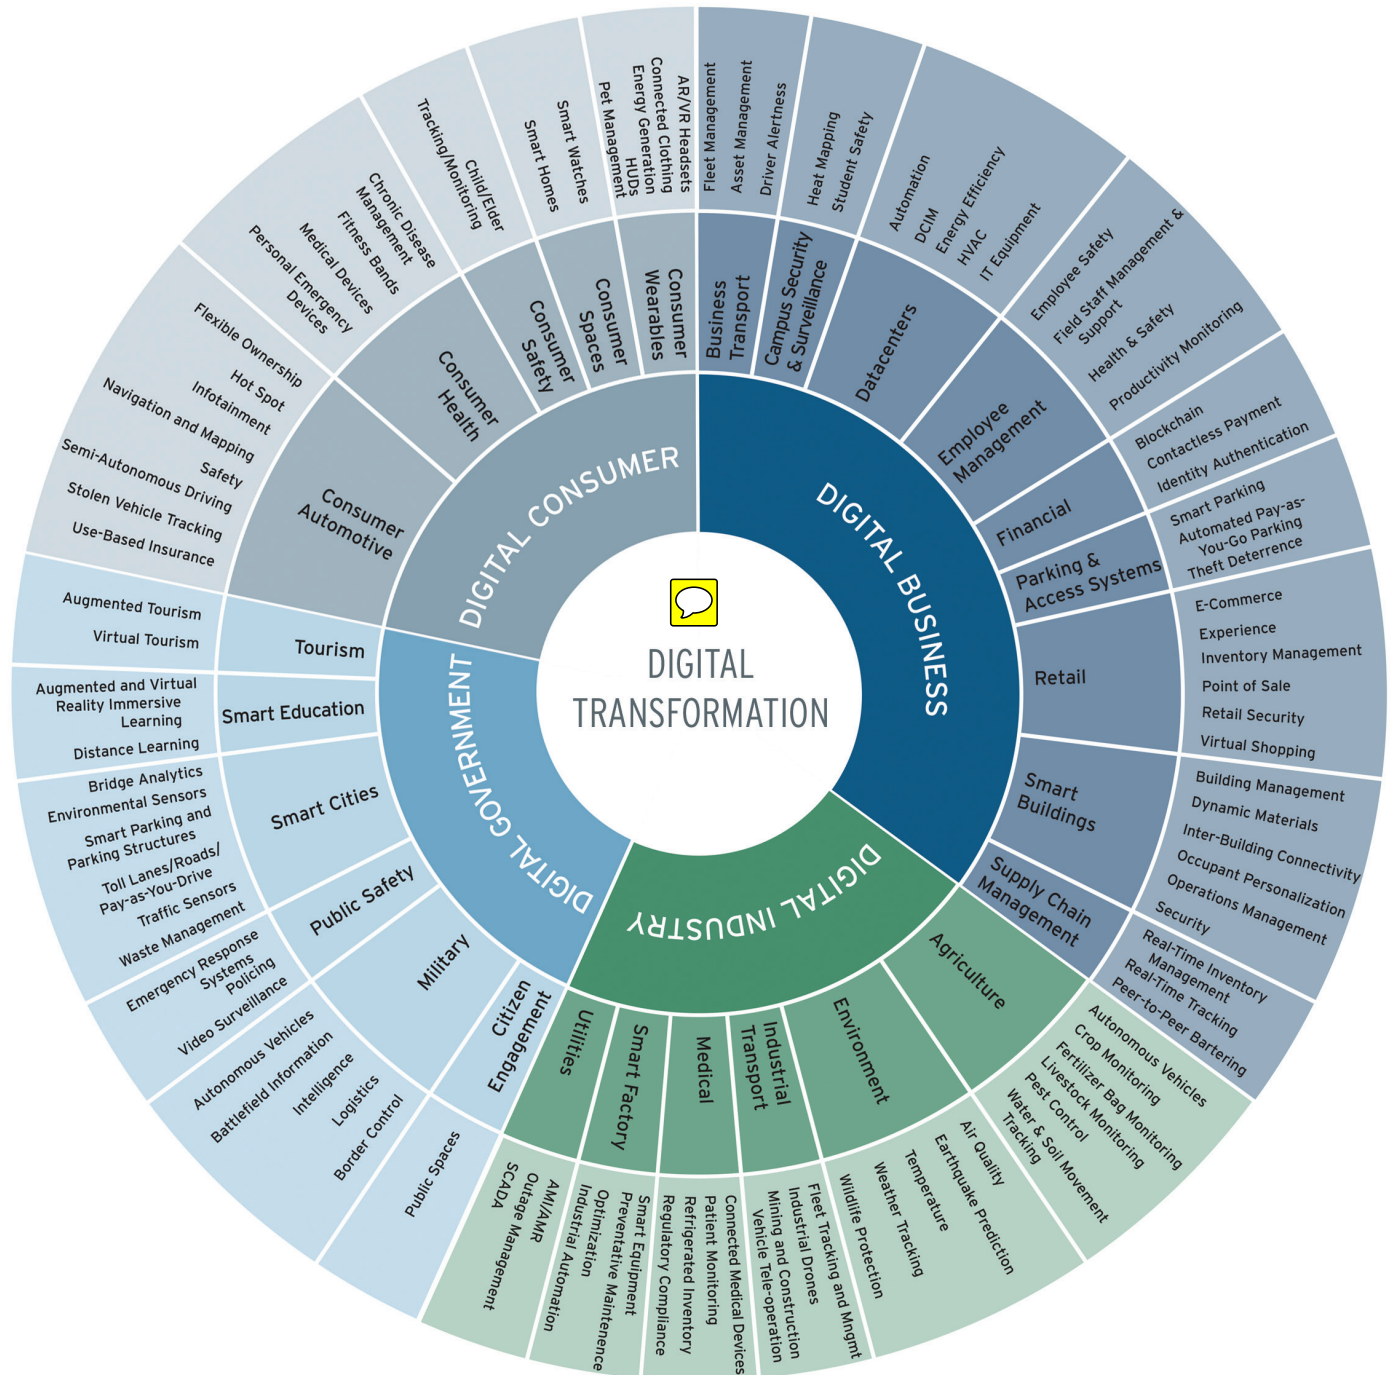 DIGITAL
TRANSFORMATION
DIGITAL BUSINESS
Business
Transport
Fleet Management
Asset Management
Driver Alertness
Campus Security
& Surveillance
Heat Mapping
Student Safety
Datacenters
Automation
DCIM
Energy Efficiency
HVAC
IT Equipment
Employee
Management
Employee Safety
Field Staff Management &
Support
Health & Safety
Productivity Monitoring
Financial
Blockchain
Contactless Payment
Identity Authentication
Parking &
Access Systems
Smart Parking
Automated Pay-as-
You-Go Parking
Theft Deterrence
Retail
E-Commerce
Experience
Inventory Management
Point of Sale
Retail Security
Virtual Shopping
Smart
Buildings
Building Management
Dynamic Materials
Inter-Building Connectivity
Occupant Personalization
Operations Management
Security
Supply Chain
Management
Real-Time Inventory
Management
Real-Time Tracking
Peer-to-Peer Bartering
DIGITAL INDUSTRY
Agriculture
Autonomous Vehicles
Crop Monitoring
Fertilizer Bag Monitoring
Livestock Monitoring
Pest Control
Water & Soil Movement
Tracking
Environment
Air Quality
Earthquake Prediction
Temperature
Weather Tracking
Wildlife Protection
Industrial
Transport
Fleet Tracking and Mngmt
Industrial Drones
Mining and Construction
Vehicle Tele-operation
Medical
Connected Medical Devices
Patient Monitoring
Refrigerated Inventory
Regulatory Compliance
Smart Factory
Smart Equipment
Preventative Maintenence
Optimization
Industrial Automation
Utilities
AMI/AMR
Outage Management
SCADA
DIGITAL GOVERNMENT
Citizen
Engagement
Public Spaces
Military
Autonomous Vehicles
Battlefield Information
Intelligence
Logistics
Border Control
Public Safety
Emergency Response
Systems
Policing
Video Surveillance
Smart Cities
Bridge Analytics
Environmental Sensors
Smart Parking and
Parking Structures
Toll Lanes/Roads/
Pay-as-You-Drive
Traffic Sensors
Waste Management
Smart Education
Augmented and Virtual
Reality Immersive
Learning
Distance Learning
Tourism
Augmented Tourism
Virtual Tourism
DIGITAL CONSUMER
Consumer
Automotive
Flexible Ownership
Hot Spot
Infotainment
Navigation and Mapping
Safety
Semi-Autonomous Driving
Stolen Vehicle Tracking
Use-Based Insurance
Consumer
Health
Chronic Disease
Management
Fitness Bands
Medical Devices
Personal Emergency
Devices
Consumer
Safety
Child/Elder
Tracking/Monitoring
Consumer
Spaces
Smart Watches
Smart Homes
Consumer
Wearables
AR/VR Headsets
Connected Clothing
Energy Generation
HUDs
Pet Management